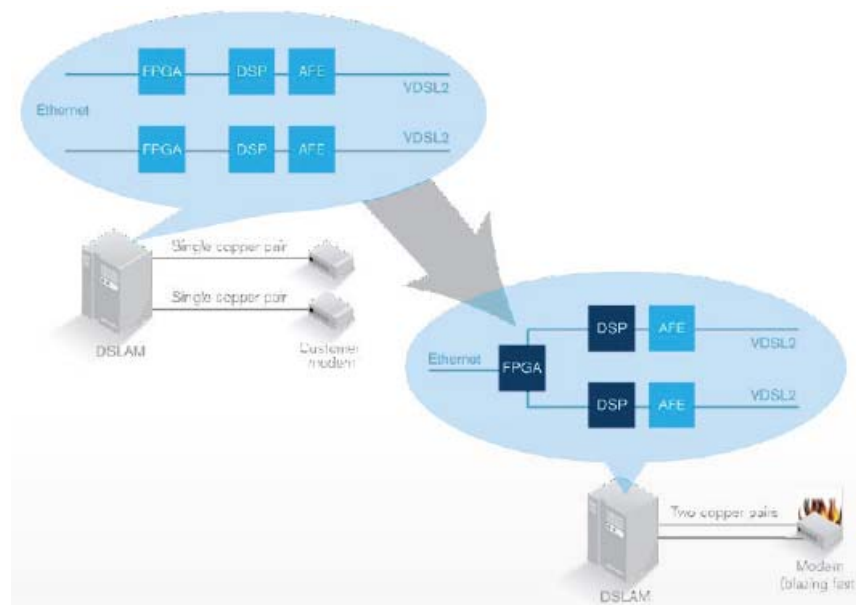 FPGA DSP AFE
VDSL2
Ethernet
VDSL2
FPGA DSP AFE
Single copper pair
Single copper pair
DSLAM
Customer
modem
DSP AFE
VDSL2
Ethernet
FPGA
VDSL2
DSP AFE
Two copper pairs
Modem
(blazing fast
DSLAM